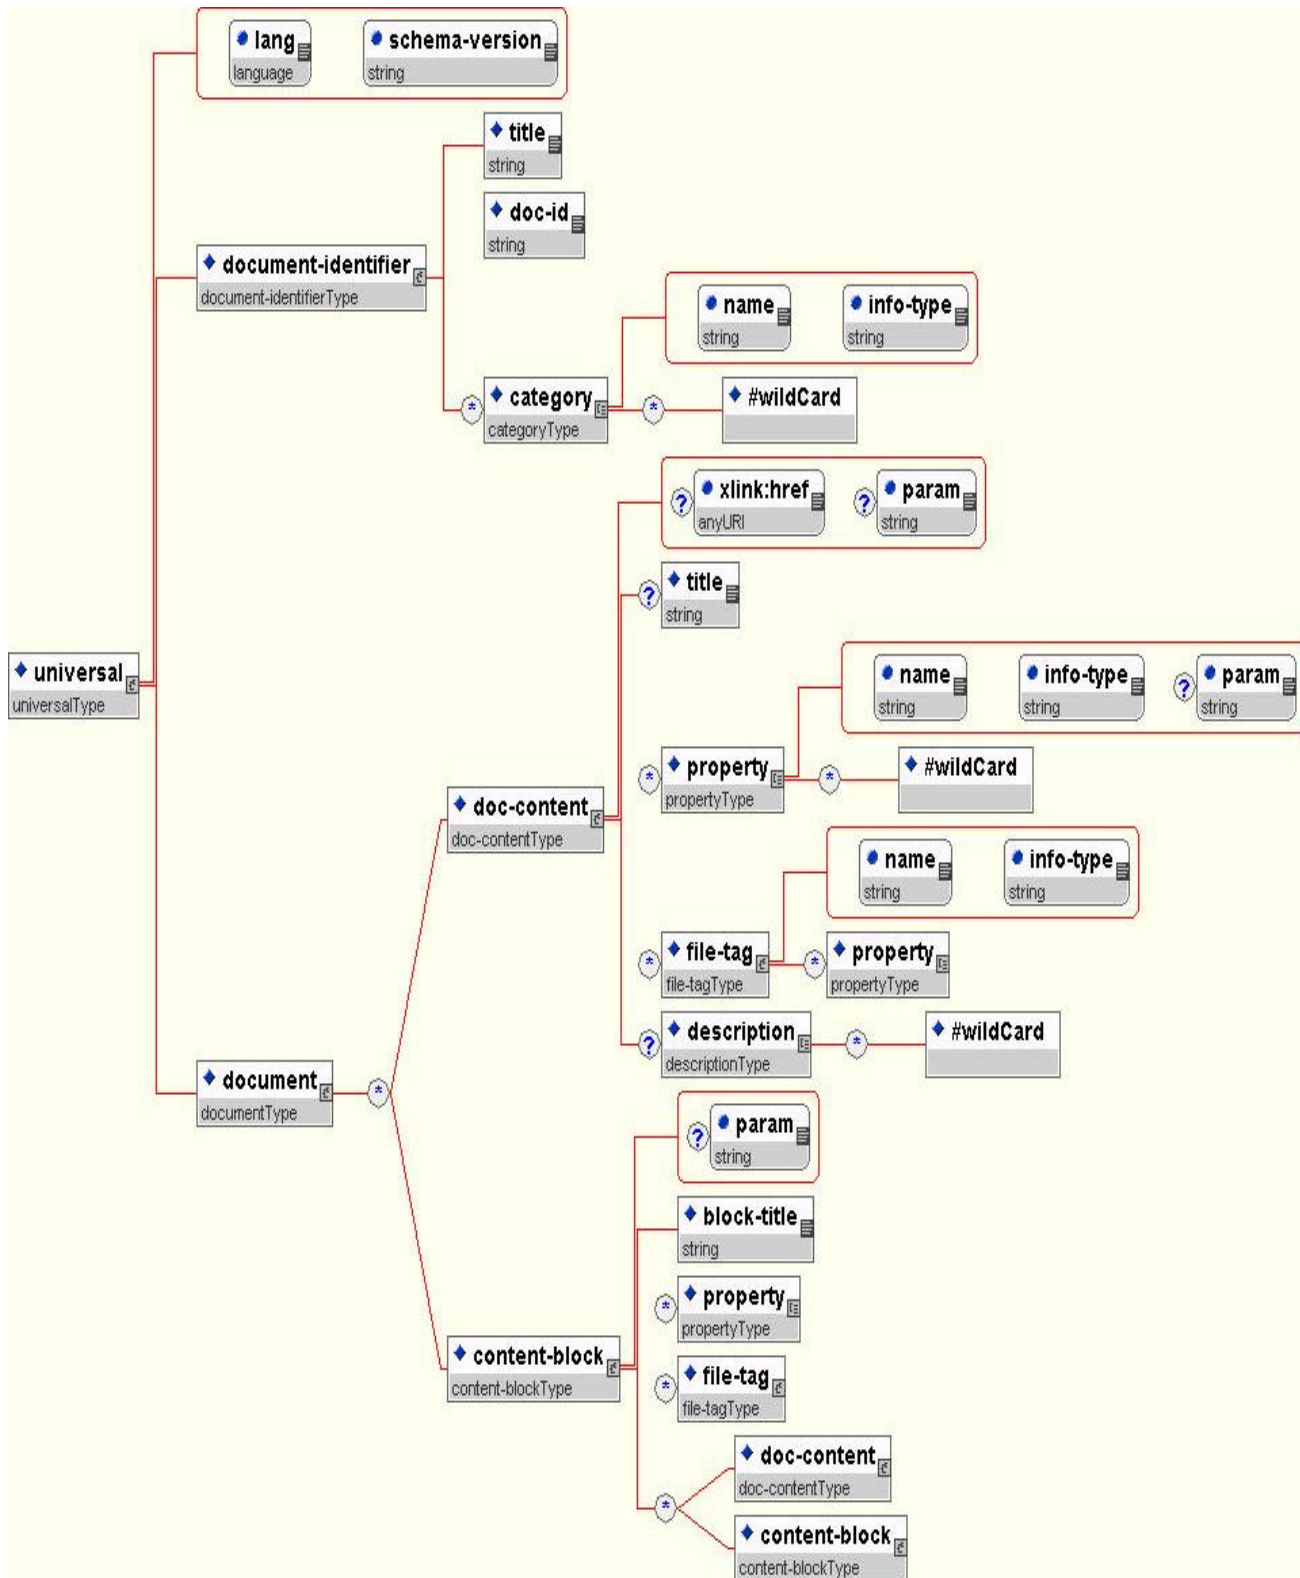 lang
language
schema-version
string
title
string
doc-id
string
document-identifier
document-identifierType
name
string
info-type
string
*
category
categoryType
*
#wildCard
?
xlink:href
anyURI
?
param
string
?
title
string
universal
universalType
name
string
info-type
string
?
param
string
*
property
propertyType
*
#wildCard
doc-content
doc-contentType
name
string
info-type
string
*
file-tag
file-tagType
*
property
propertyType
?
description
descriptionType
*
#wildCard
document
documentType
*
?
param
string
block-title
string
*
property
propertyType
content-block
content-blockType
*
file-tag
file-tagType
*
doc-content
doc-contentType
content-block
content-blockType